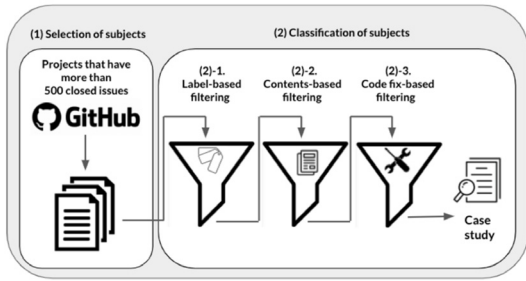 (1) Selection of subjects
Projects that have
more than
500 closed issues
GitHub
(2) Classification of subjects
(2)-1.
Label-based
filtering
(2)-2.
Contents-based
filtering
(2)-3.
Code fix-based
filtering
Case
study